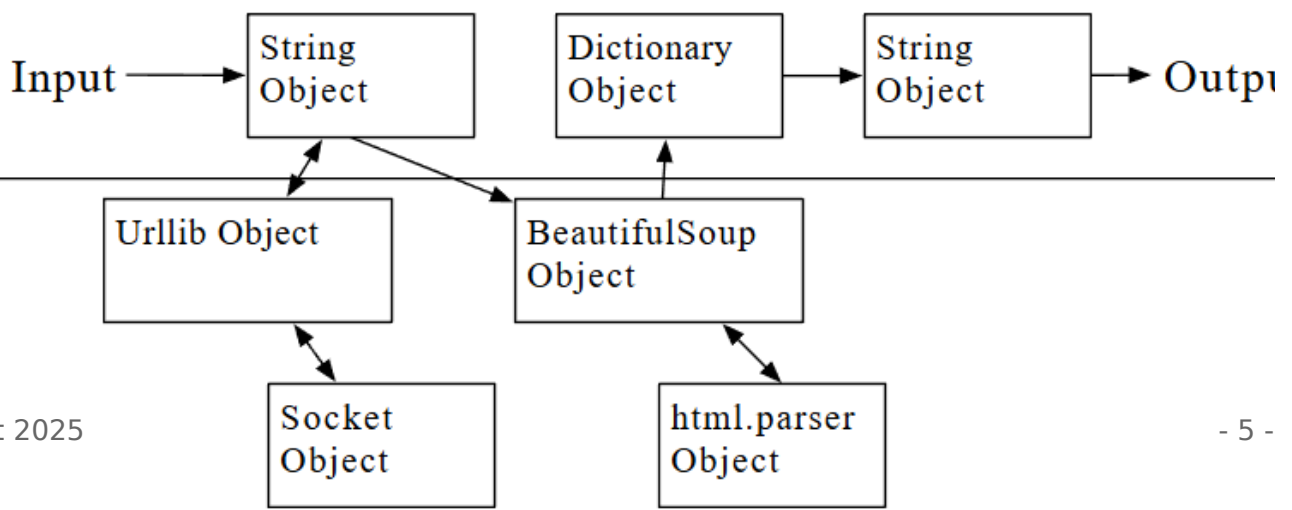 Input
String
Object
Dictionary
Object
String
Object
Urllib Object
BeautifulSoup
Object
Socket
Object
html.parser
Object
2025
- 5 -